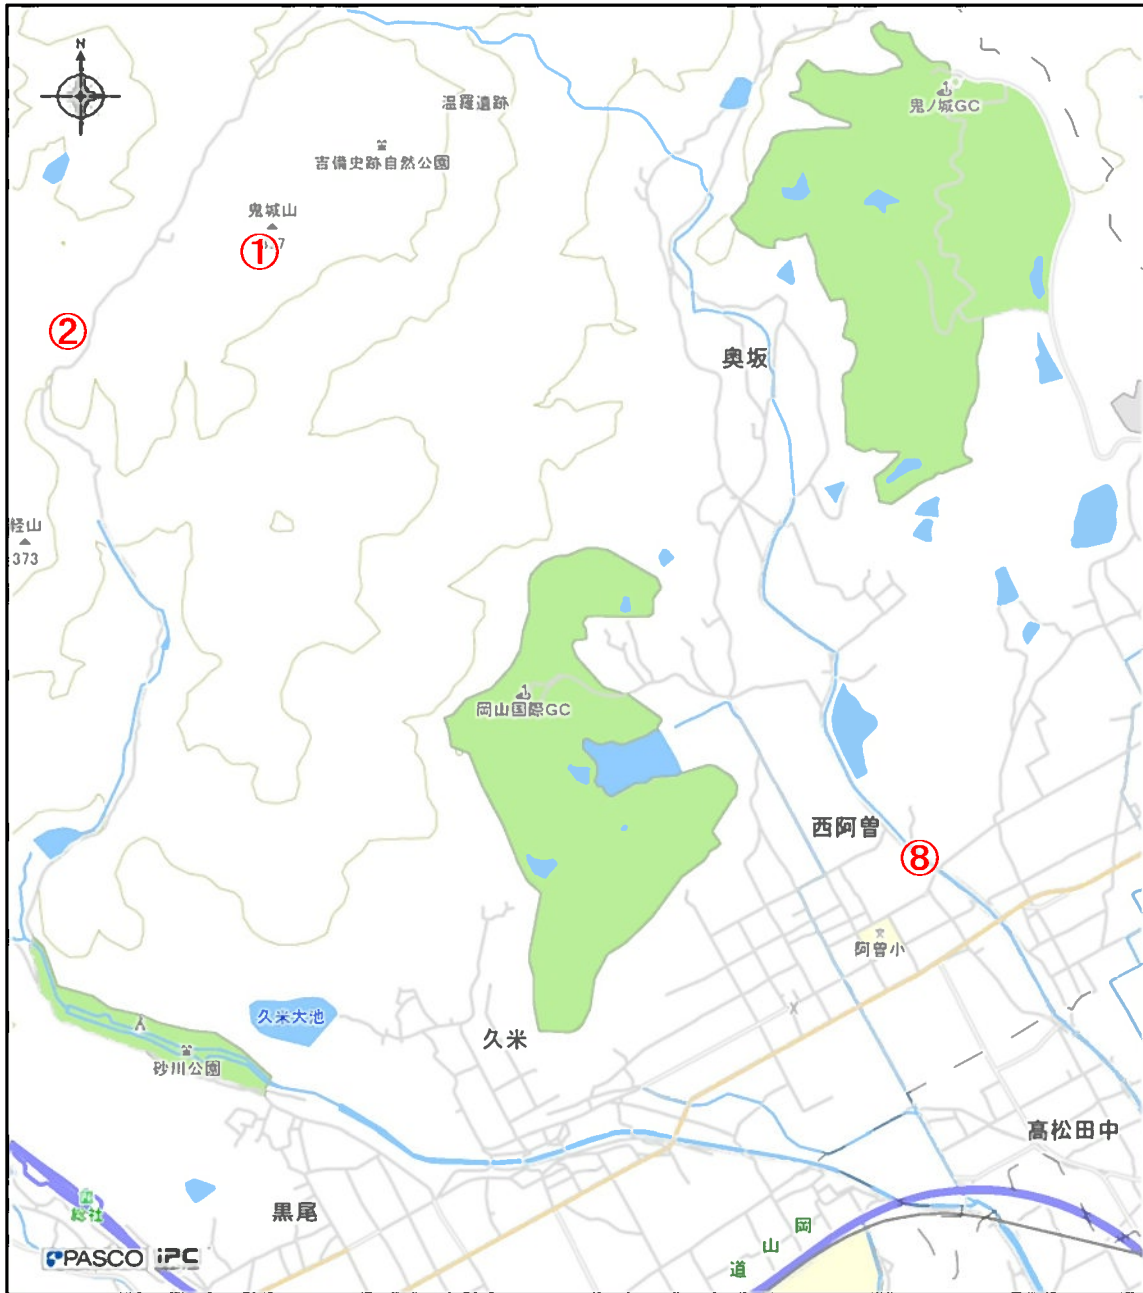 N
温羅遺跡
鬼ノ城GC
吉備史跡自然公園
鬼城山
①
②
奥坂
経山
373
岡山国際GC
西阿曽
⑧
阿曽小
久米大池
久米
砂川公園
高松田中
総社
黒尾
岡
山
道
PASCO iPC